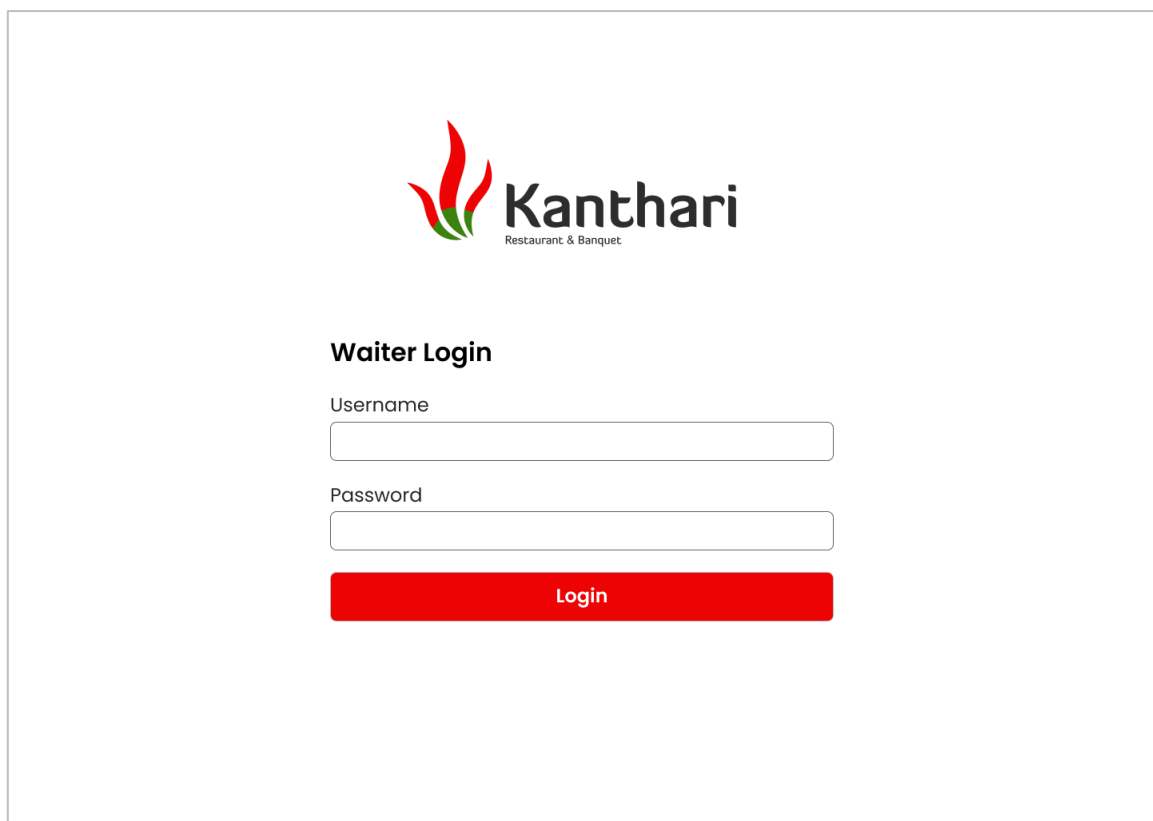 Kanthari
Restaurant & Banquet
Waiter Login
Username
Password
Login